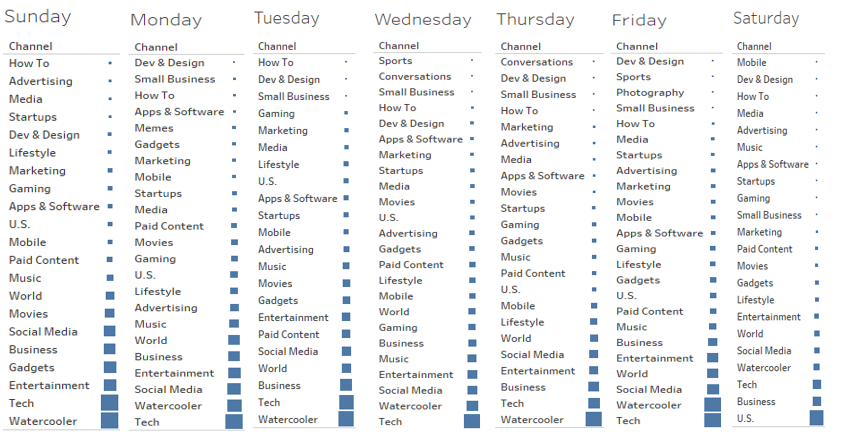 Sunday
Channel
How To
Advertising
Media
Startups
Dev & Design
Lifestyle
Marketing
Gaming
Apps & Software
U.S.
Mobile
Paid Content
Music
World
Movies
Social Media
Business
Gadgets
Entertainment
Tech
Watercooler
Monday
Channel
Dev & Design
Small Business
How To
Apps & Software
Memes
Gadgets
Marketing
Mobile
Startups
Media
Paid Content
Movies
Gaming
U.S.
Lifestyle
Advertising
Music
World
Business
Entertainment
Social Media
Watercooler
Tech
Tuesday
Channel
How To
Dev & Design
Small Business
Gaming
Marketing
Media
Lifestyle
U.S.
Apps & Software
Startups
Mobile
Advertising
Music
Movies
Gadgets
Entertainment
Paid Content
Social Media
World
Business
Tech
Watercooler
Wednesday
Channel
Sports
Conversations
Small Business
How To
Dev & Design
Apps & Software
Marketing
Startups
Media
Movies
U.S.
Advertising
Gadgets
Paid Content
Lifestyle
Mobile
World
Gaming
Business
Music
Entertainment
Social Media
Watercooler
Tech
Thursday
Channel
Conversations
Dev & Design
Small Business
How To
Marketing
Advertising
Media
Apps & Software
Movies
Startups
Gaming
Gadgets
Music
Paid Content
U.S.
Mobile
Lifestyle
World
Social Media
Entertainment
Business
Tech
Watercooler
Friday
Channel
Dev & Design
Sports
Photography
Small Business
How To
Media
Startups
Advertising
Marketing
Movies
Mobile
Apps & Software
Gaming
Lifestyle
Gadgets
U.S.
Paid Content
Music
Business
Entertainment
World
Social Media
Watercooler
Tech
Saturday
Channel
Mobile
Dev & Design
How To
Media
Advertising
Music
Apps & Software
Startups
Gaming
Small Business
Marketing
Paid Content
Movies
Gadgets
Lifestyle
Entertainment
World
Social Media
Watercooler
Tech
Business
U.S.